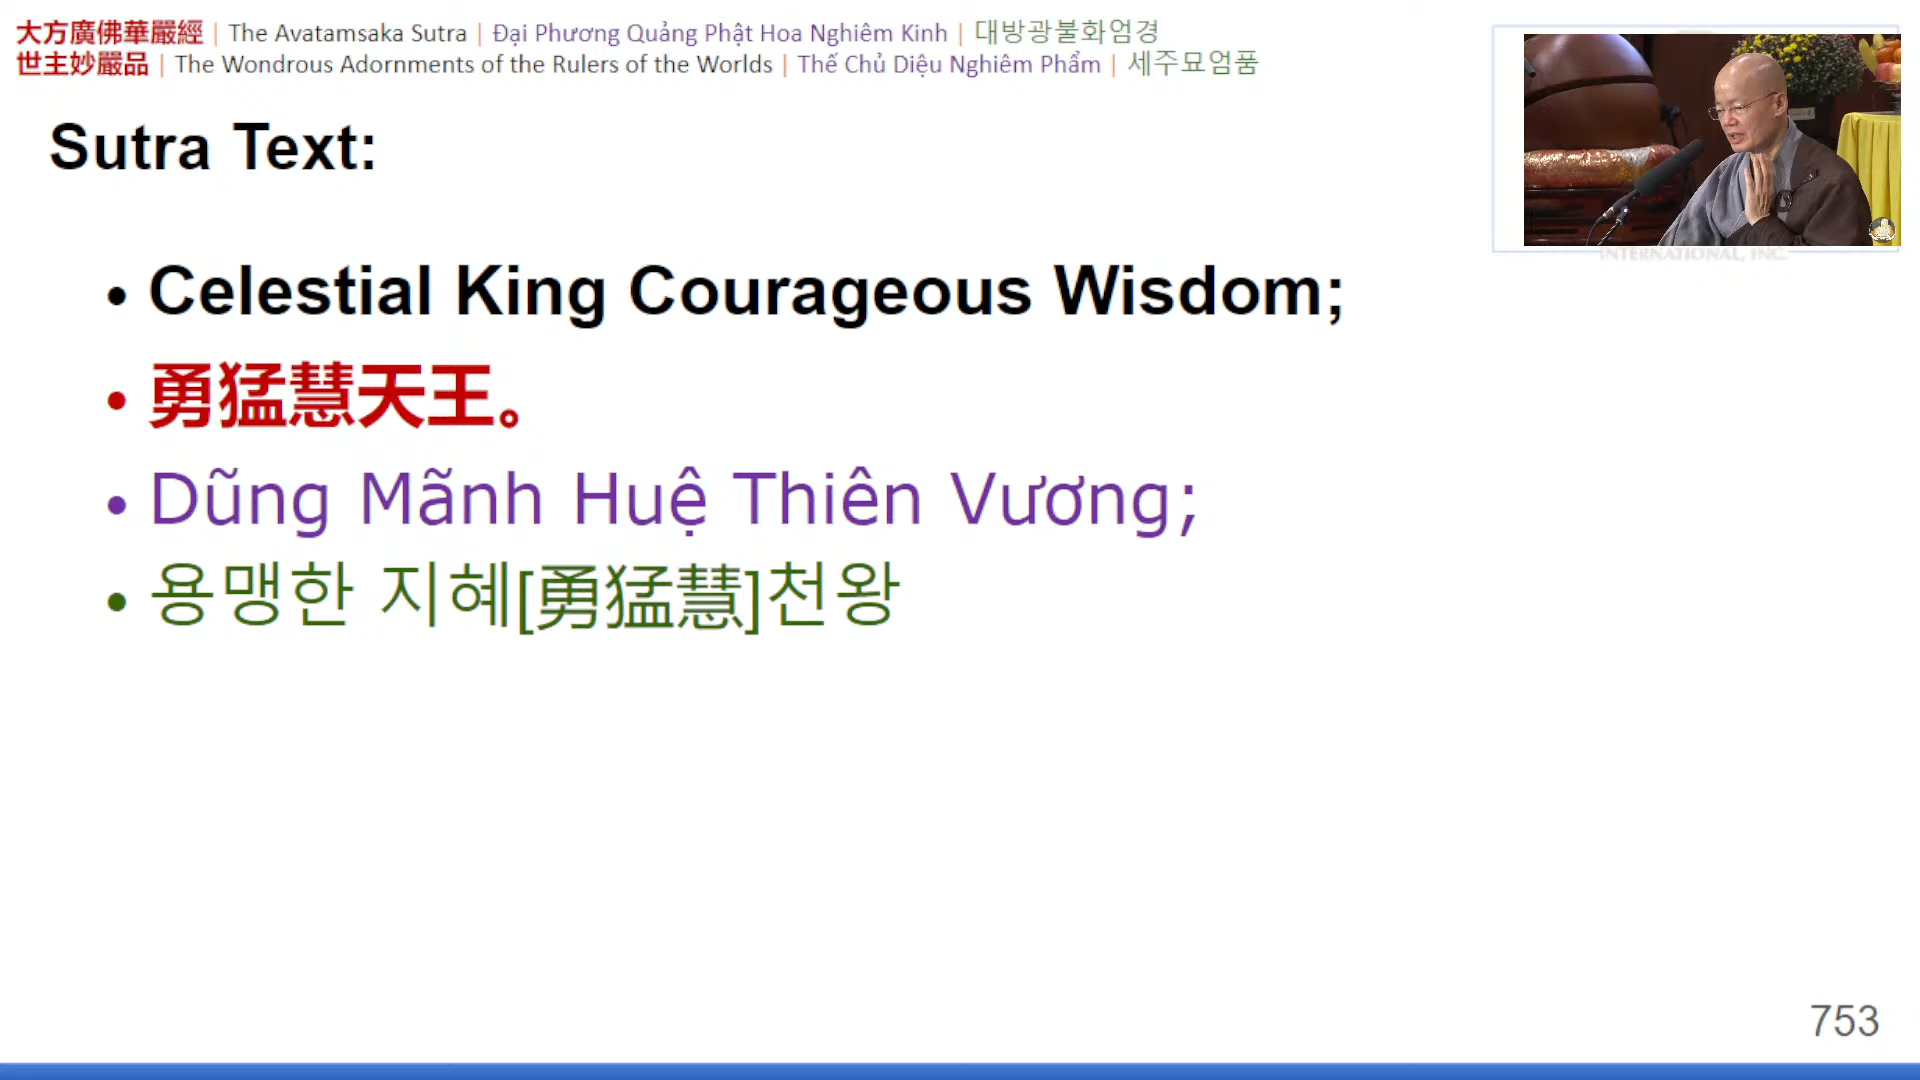 大方廣佛華嚴經 | The Avatamsaka Sutra | Đại Phương Quảng Phật Hoa Nghiêm Kinh | 대방광불화엄경
世主妙嚴品 | The Wondrous Adornments of the Rulers of the Worlds | Thế Chủ Diệu Nghiêm Phẩm | 세주묘엄품
INTERNATIONAL, INC.
Sutra Text:
• Celestial King Courageous Wisdom;
• 勇猛慧天王。
• Dũng Mãnh Huệ Thiên Vương;
• 용맹한 지혜[勇猛慧]천왕
753